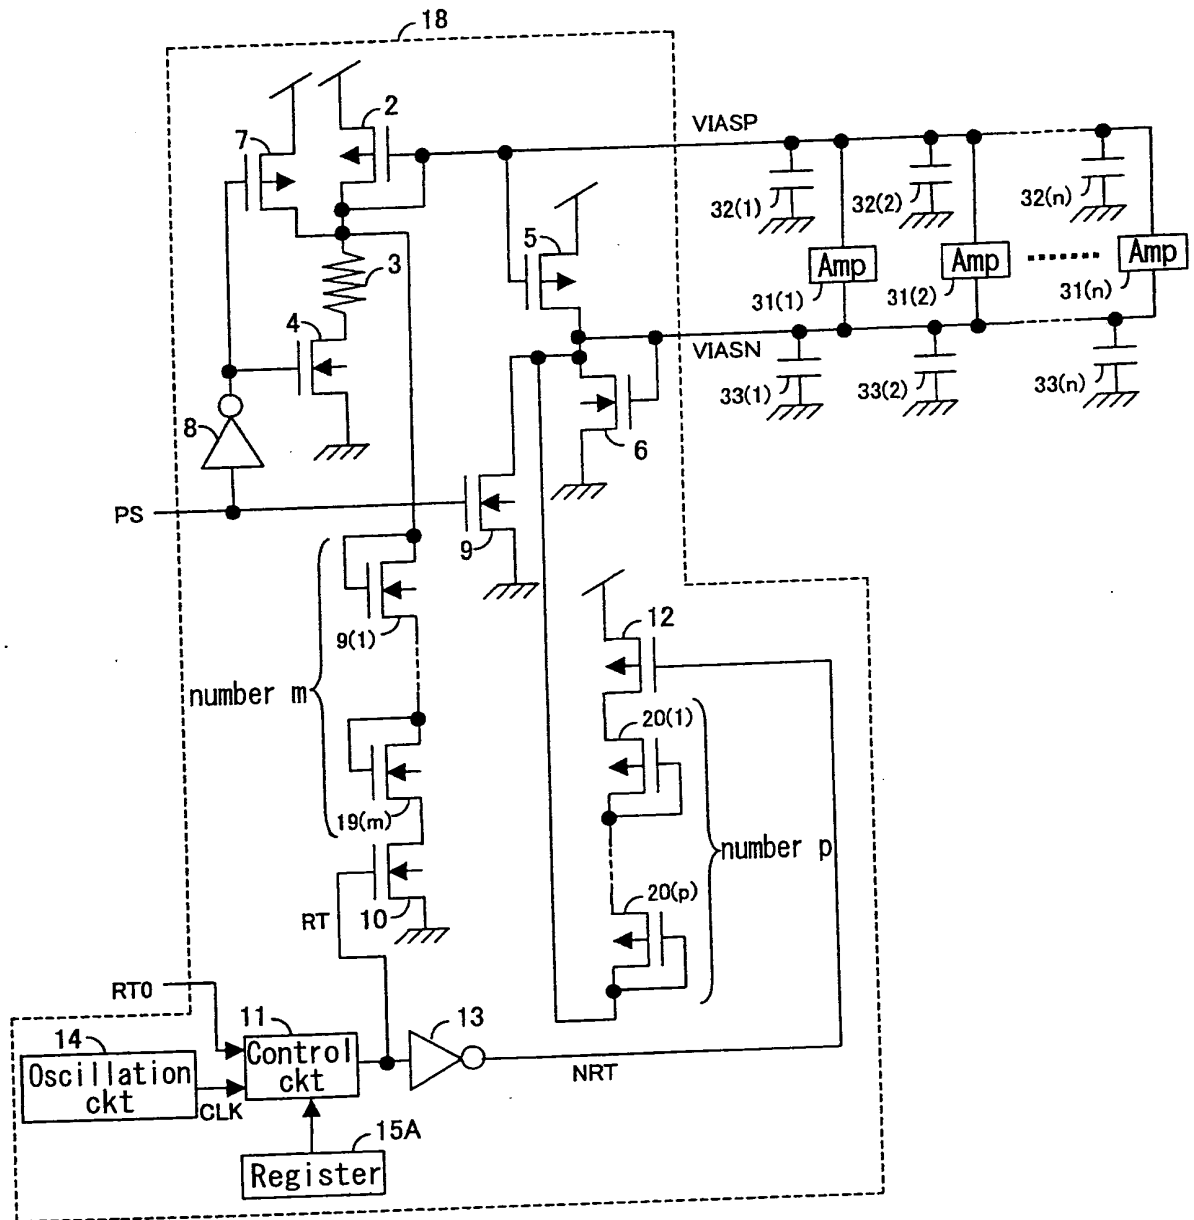 18
2
7
VIASP
32(1)
32(2)
32(n)
5
3
Amp
Amp
Amp
31(1)
31(2)
31(n)
4
VIASN
33(1)
33(2)
33(n)
8
6
PS
9
9(1)
12
number m
20(1)
19(m)
number p
20(p)
RT
10
RT0
14
11
13
Oscillation
ckt
Control
ckt
NRT
CLK
15A
Register